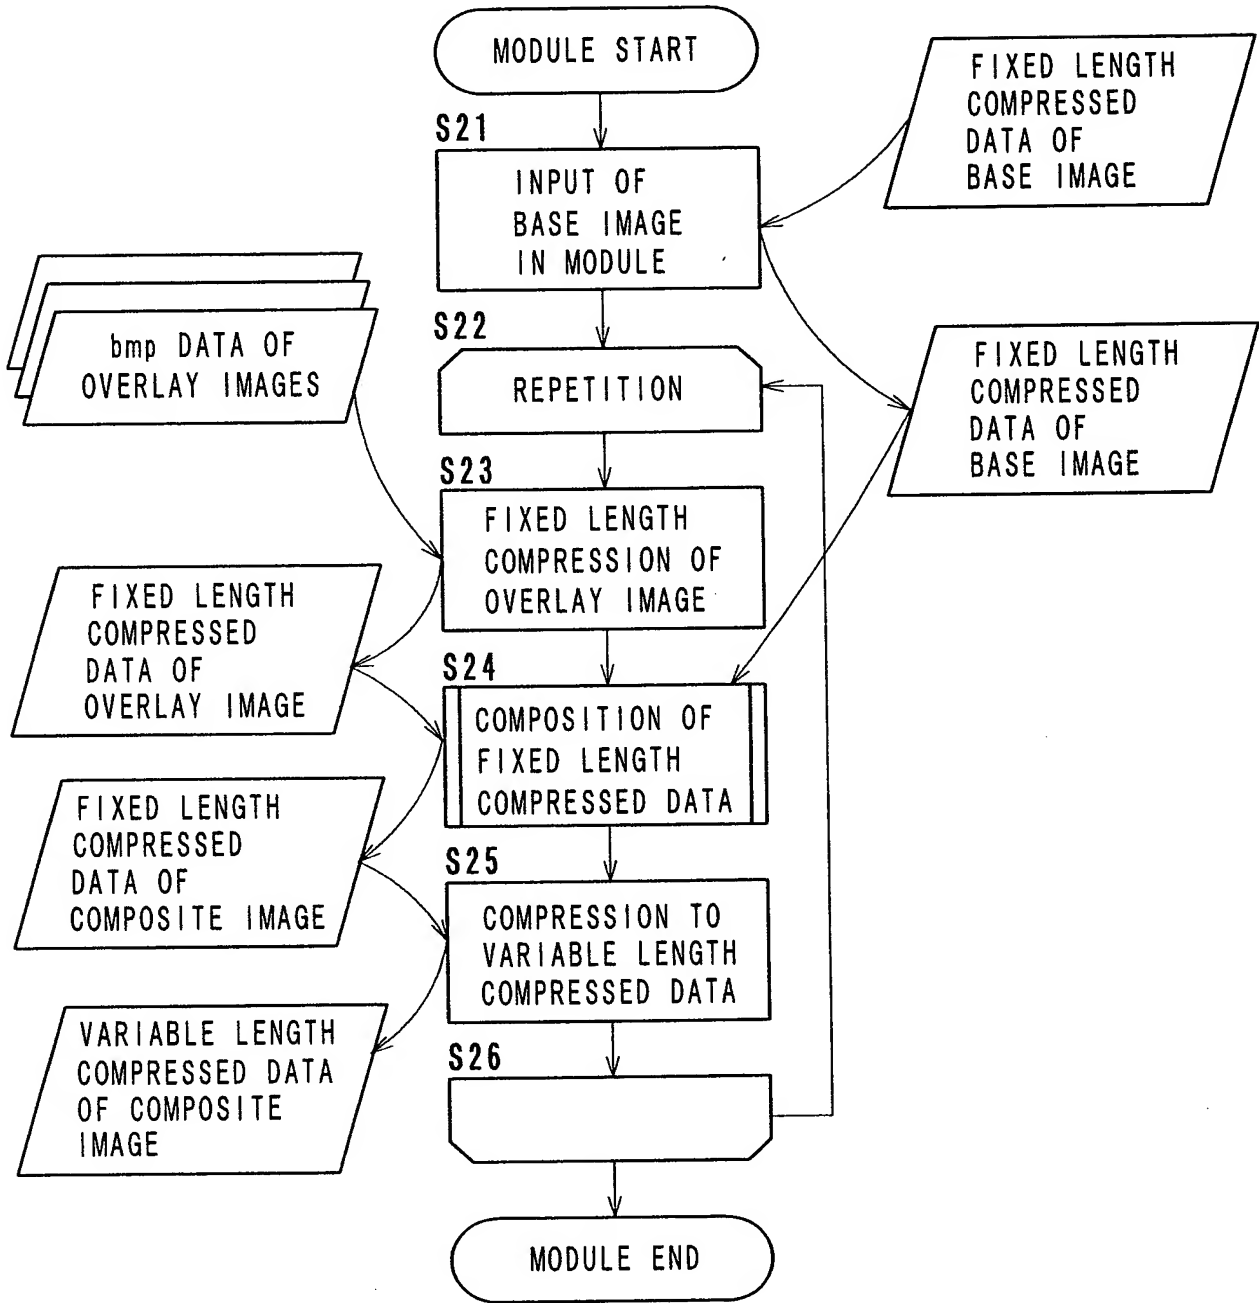 MODULE START
FIXED LENGTH
COMPRESSED
DATA OF
BASE IMAGE
S21
INPUT OF
BASE IMAGE
IN MODULE
S22
REPETITION
bmp DATA OF
OVERLAY IMAGES
FIXED LENGTH
COMPRESSED
DATA OF
BASE IMAGE
S23
FIXED LENGTH
COMPRESSION OF
OVERLAY IMAGE
FIXED LENGTH
COMPRESSED
DATA OF
OVERLAY IMAGE
S24
COMPOSITION OF
FIXED LENGTH
COMPRESSED DATA
FIXED LENGTH
COMPRESSED
DATA OF
COMPOSITE IMAGE
S25
COMPRESSION TO
VARIABLE LENGTH
COMPRESSED DATA
VARIABLE LENGTH
COMPRESSED DATA
OF COMPOSITE
IMAGE
S26
MODULE END